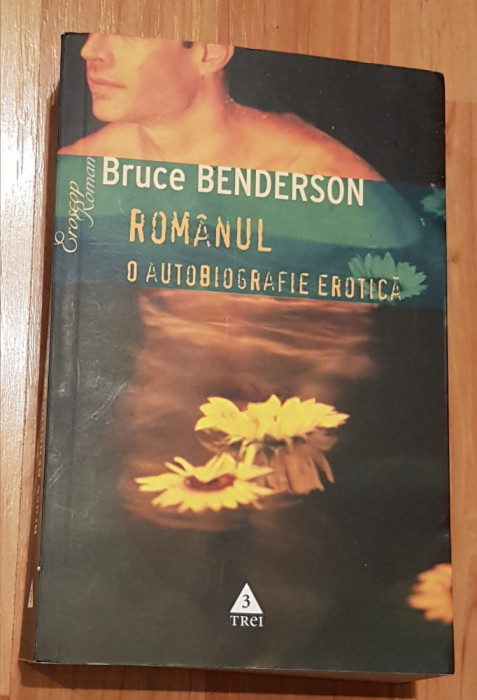 Eroscop
Roman
Bruce BENDERSON
ROMÂNUL
O AUTOBIOGRAFIE EROTICĂ
3
TREI